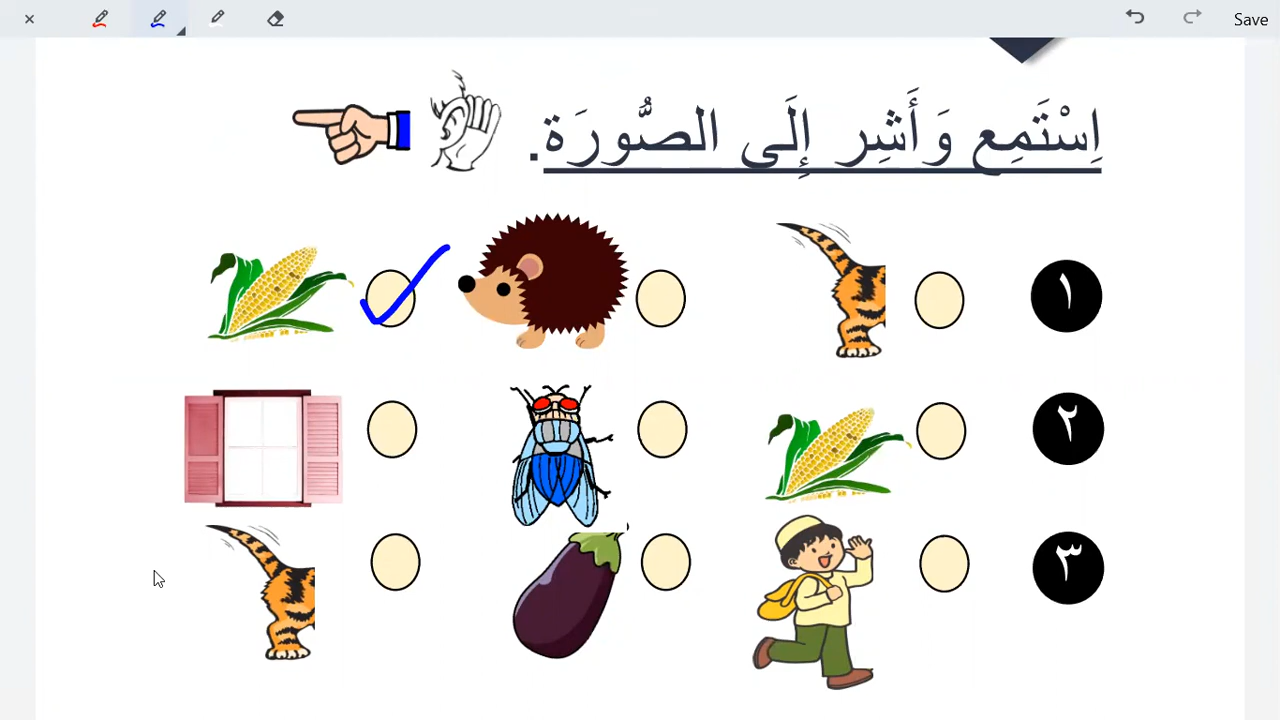 Save
اِسْتَمِع وَأَشِر إِلَى الصُّورَة.
١
٢
٣